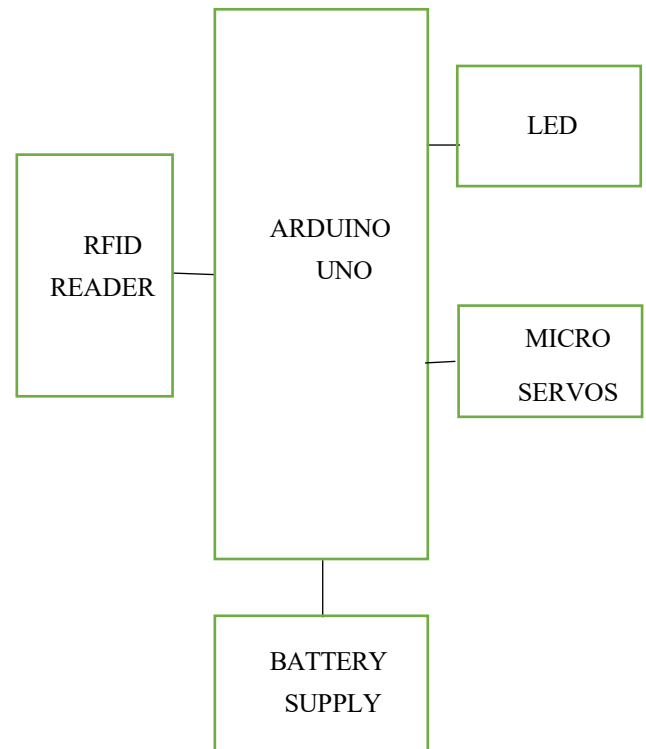 RFID
READER
ARDUINO
UNO
LED
MICRO
SERVOS
BATTERY
SUPPLY